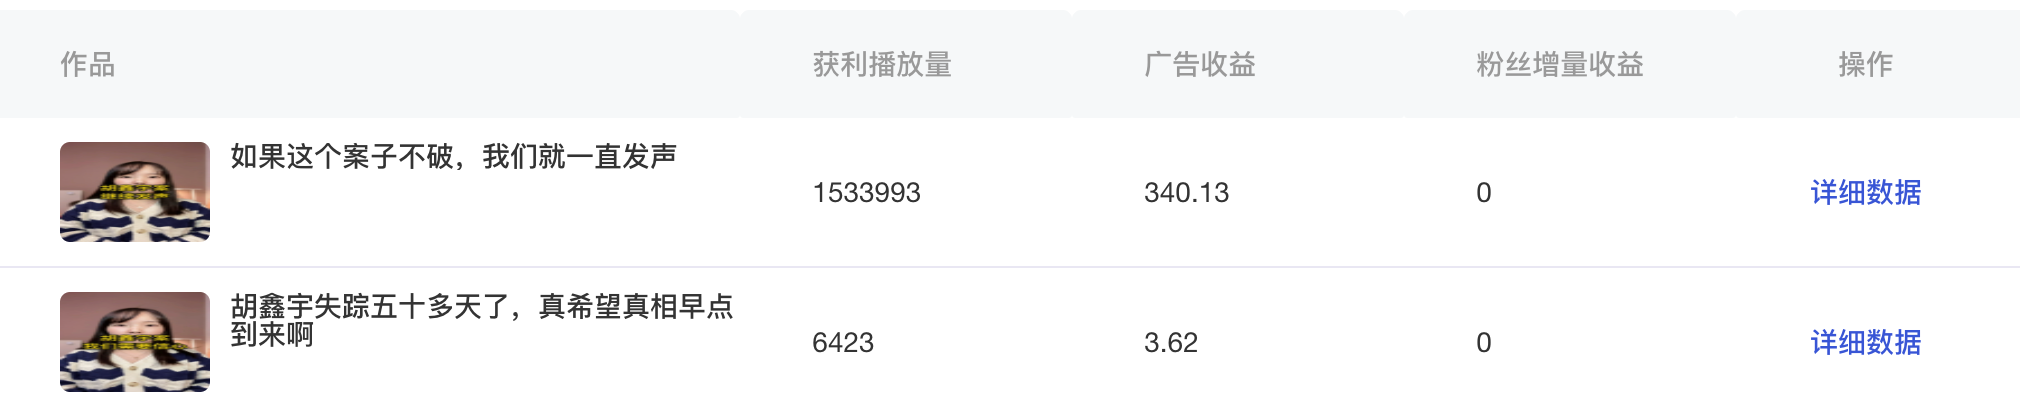 作品 获利播放量 广告收益 粉丝增量收益 操作
如果这个案子不破，我们就一直发声
1533993 340.13 0 详细数据
胡鑫宇失踪五十多天了，真希望真相早点
到来啊
6423 3.62 0 详细数据